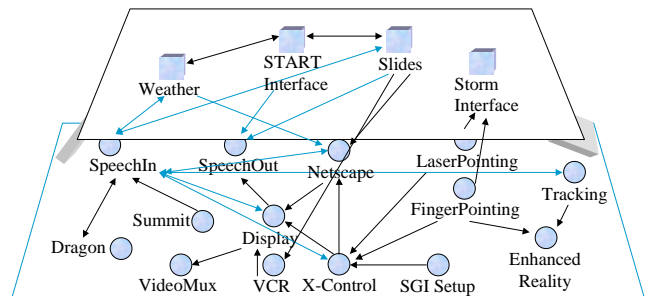 START
Interface
Slides
Weather
Storm
Interface
SpeechIn
SpeechOut
Netscape
LaserPointing
Tracking
Summit
FingerPointing
Dragon
Display
Enhanced
Reality
VideoMux
VCR
X-Control
SGI Setup